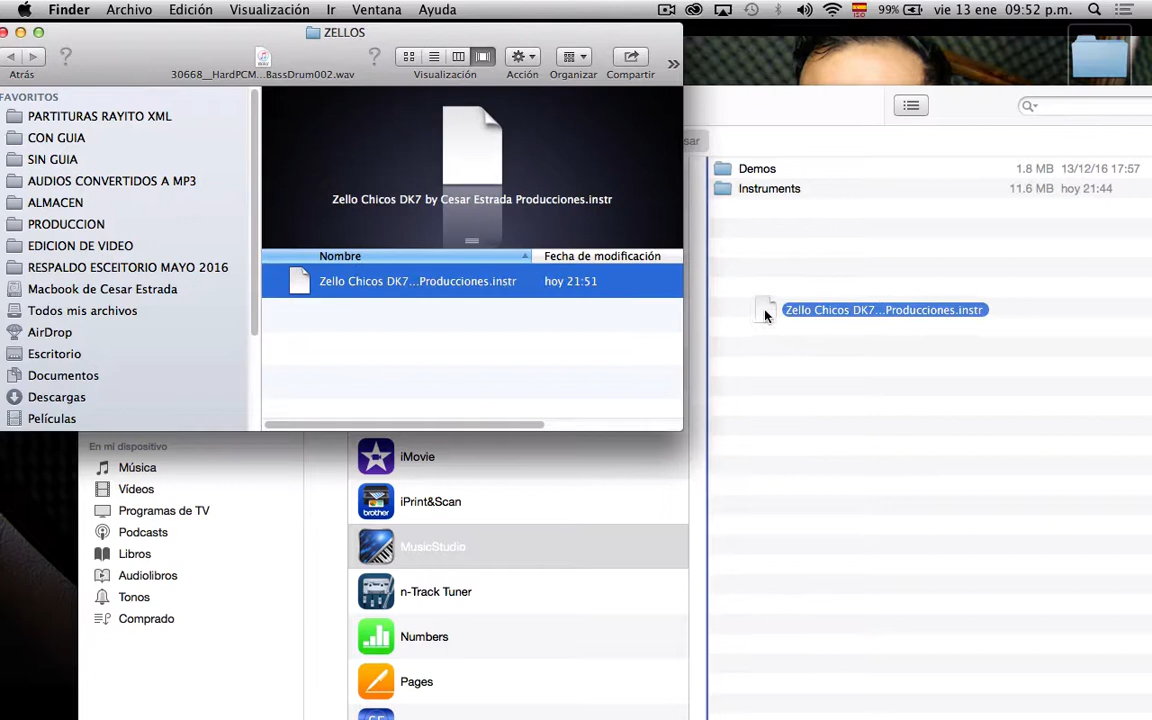 Finder Archivo Edición Visualización Ir Ventana Ayuda
ISO 99% vie 13 ene 09:52 p.m.
ZELLOS
Atrás
30668__HardPCM...BassDrum002.wav
Visualización Acción Organizar Compartir
WAV
FAVORITOS
PARTITURAS RAYITO XML
CON GUIA
SIN GUIA
AUDIOS CONVERTIDOS A MP3
ALMACEN
PRODUCCION
EDICION DE VIDEO
RESPALDO ESCEITORIO MAYO 2016
Macbook de Cesar Estrada
Todos mis archivos
AirDrop
Escritorio
Documentos
Descargas
Películas
Zello Chicos DK7 by Cesar Estrada Producciones.instr
Nombre Fecha de modificación
Zello Chicos DK7...Producciones.instr hoy 21:51
sar
Demos 1.8 MB 13/12/16 17:57
Instruments 11.6 MB hoy 21:44
Zello Chicos DK7...Producciones.instr
En mi dispositivo
Música
Vídeos
Programas de TV
Podcasts
Libros
Audiolibros
Tonos
Comprado
iMovie
brother
iPrint&Scan
MusicStudio
n-Track Tuner
Numbers
Pages